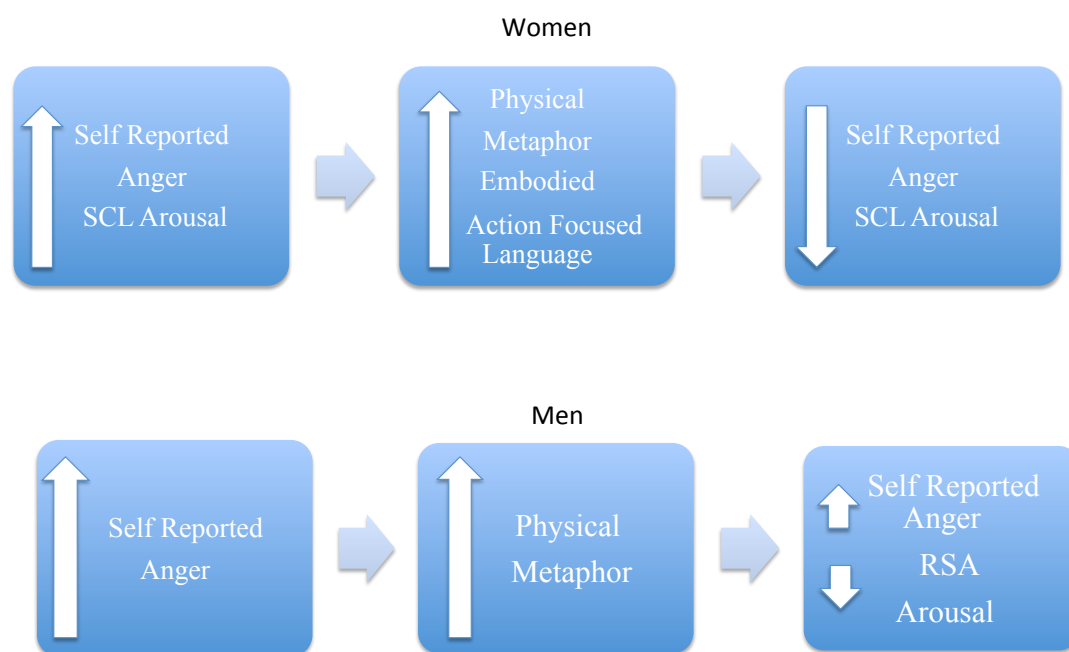 Women
Self Reported
Anger
SCL Arousal
Physical
Metaphor
Embodied
Action Focused
Language
Self Reported
Anger
SCL Arousal
Men
Self Reported
Anger
Physical
Metaphor
Self Reported
Anger
RSA
Arousal